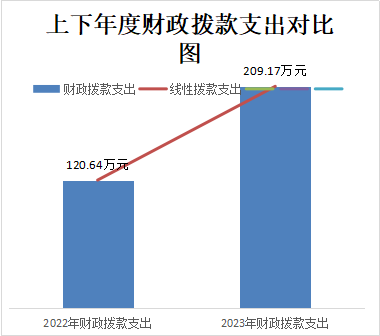 上下年度财政拨款支出对比
图
209.17万元
财政拨款支出 线性拨款支出
120.64万元
2022年财政拨款支出 2023年财政拨款支出